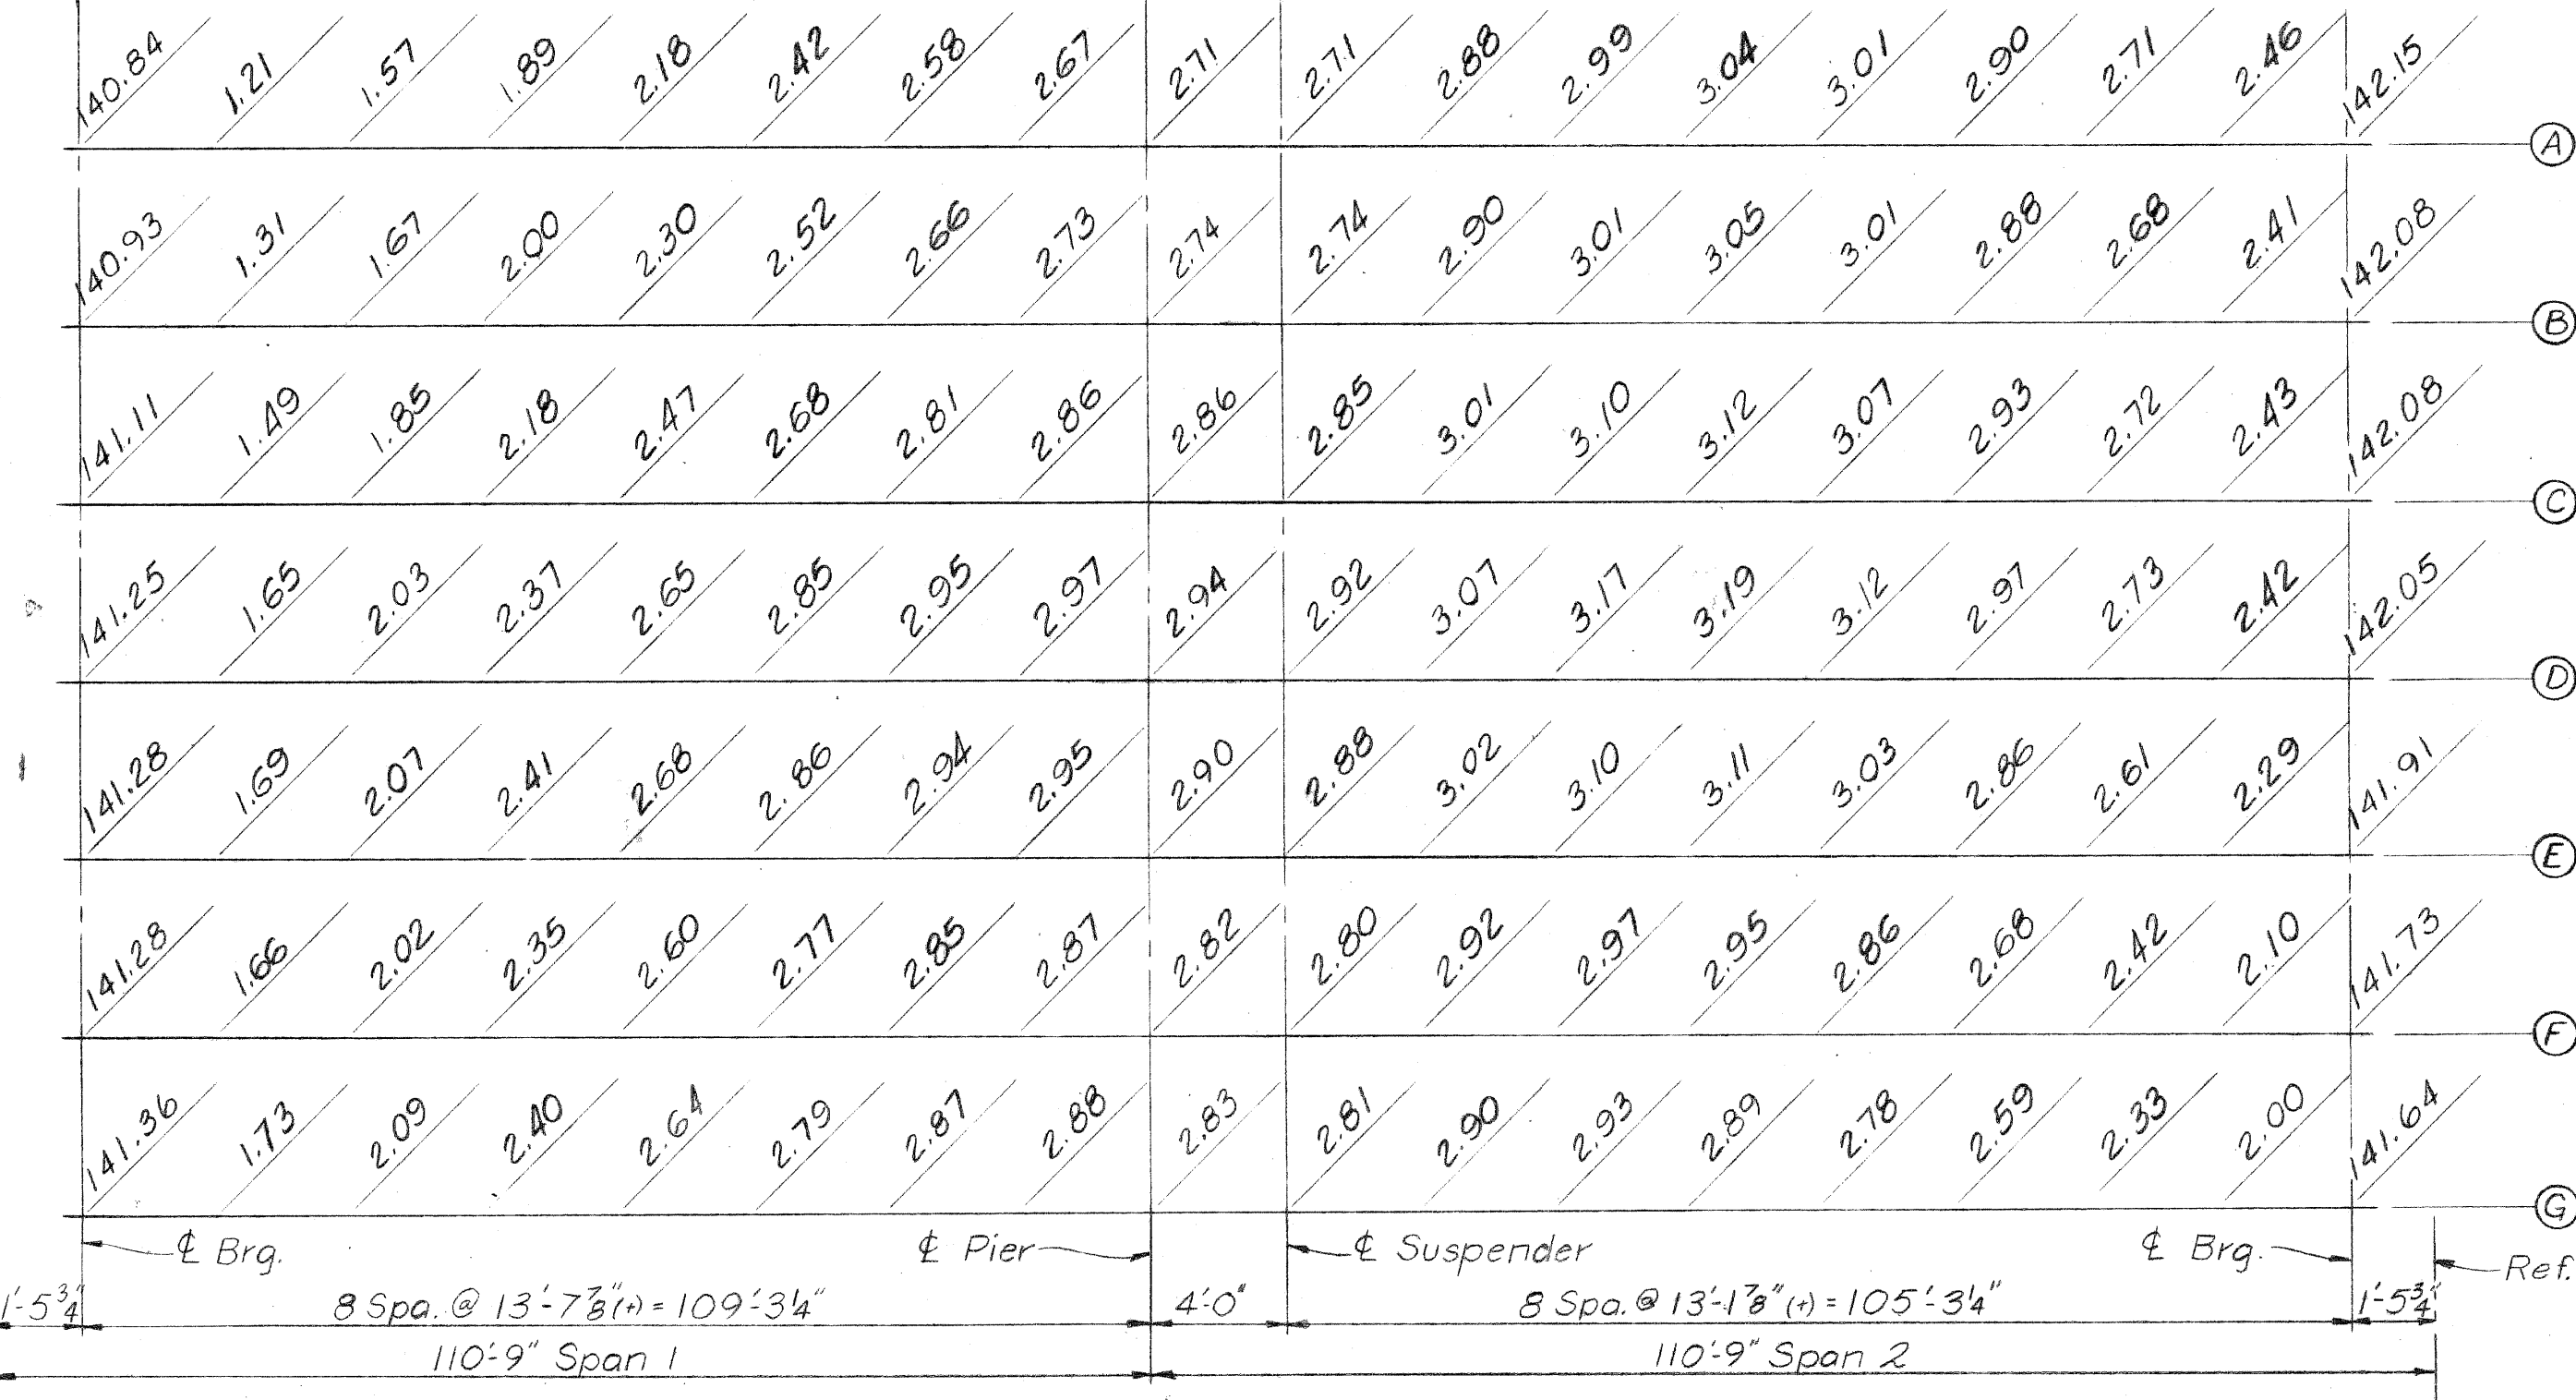 140.84 1.21 1.57 1.89 2.18 2.42 2.58 2.67 2.71 2.71 2.88 2.99 3.04 3.01 2.90 2.71 2.46 142.15
A
140.93 1.31 1.67 2.00 2.30 2.52 2.66 2.73 2.74 2.74 2.90 3.01 3.05 3.01 2.88 2.68 2.41 142.08
B
141.11 1.49 1.85 2.18 2.47 2.68 2.81 2.86 2.86 2.85 3.01 3.10 3.12 3.07 2.93 2.72 2.43 142.08
C
141.25 1.65 2.03 2.37 2.65 2.85 2.95 2.97 2.94 2.92 3.07 3.17 3.19 3.12 2.97 2.73 2.42 142.05
D
141.28 1.69 2.07 2.41 2.68 2.86 2.94 2.95 2.90 2.88 3.02 3.10 3.11 3.03 2.86 2.61 2.29 141.91
E
141.28 1.66 2.02 2.35 2.60 2.77 2.85 2.87 2.82 2.80 2.92 2.97 2.95 2.86 2.68 2.42 2.10 141.73
F
141.36 1.73 2.09 2.40 2.64 2.79 2.87 2.88 2.83 2.81 2.90 2.93 2.89 2.78 2.59 2.33 2.00 141.64
G
℄ Brg. ℄ Pier ℄ Suspender ℄ Brg. Ref.
1'-5¾" 8 Spa. @ 13'-7⅞"(+) = 109'-3¼" 4'-0" 8 Spa. @ 13'-1⅞"(+) = 105'-3¼" 1'-5¾"
110'-9" Span 1 110'-9" Span 2